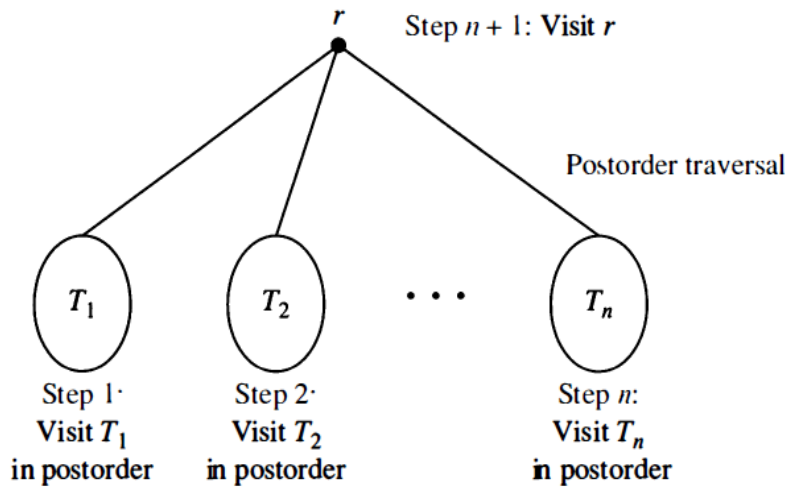 r
Step n + 1: Visit r
Postorder traversal
T1
T2
. . .
Tn
Step 1·
Visit T1
in postorder
Step 2·
Visit T2
in postorder
Step n:
Visit Tn
in postorder